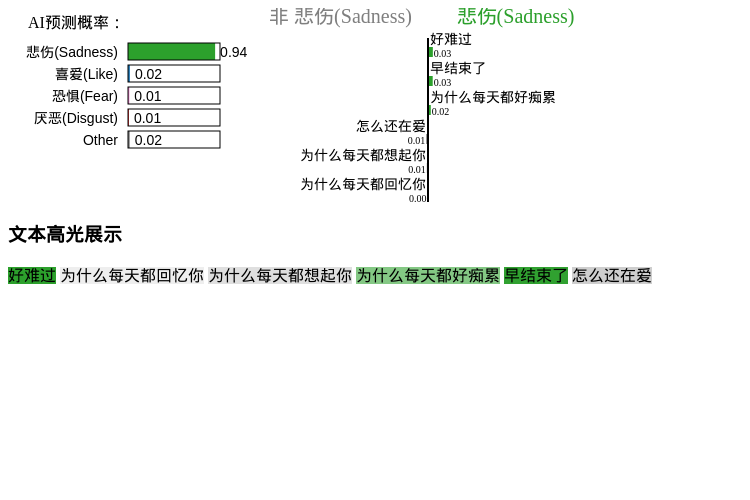 AI预测概率：
悲伤(Sadness) 0.94
喜爱(Like) 0.02
恐惧(Fear) 0.01
厌恶(Disgust) 0.01
Other 0.02
非 悲伤(Sadness) 悲伤(Sadness)
好难过
0.03
早结束了
0.03
为什么每天都好痴累
0.02
怎么还在爱
0.01
为什么每天都想起你
0.01
为什么每天都回忆你
0.00
文本高光展示
好难过 为什么每天都回忆你 为什么每天都想起你 为什么每天都好痴累 早结束了 怎么还在爱